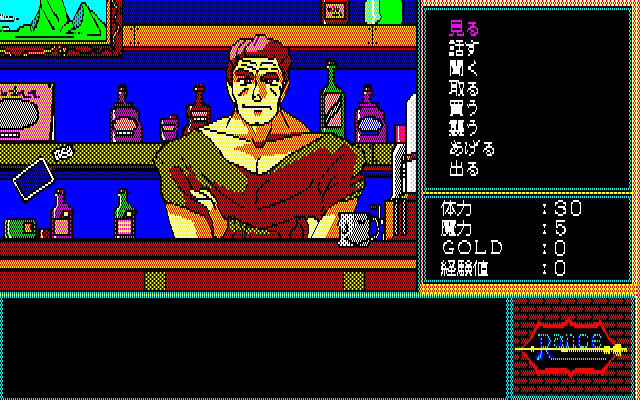 見る
話す
聞く
取る
買う
襲う
あげる
出る
体力 :30
魔力 :5
GOLD :0
経験値 :0
Rance